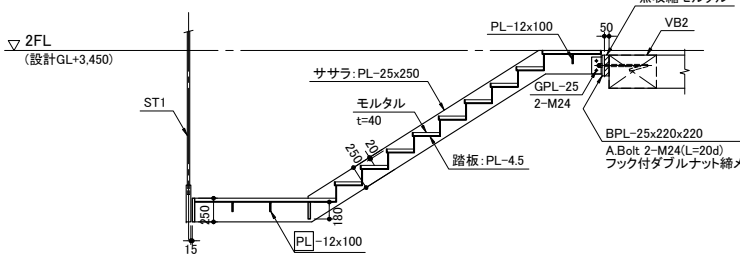 PL-12x100
50
VB2
2FL
(設計GL+3,450)
ササラ:PL-25x250
GPL-25
2-M24
ST1
モルタル
t=40
BPL-25x220x220
A.Bolt 2-M24(L=20d)
フック付ダブルナット締
踏板:PL-4.5
20
250
250
180
15
PL-12x100